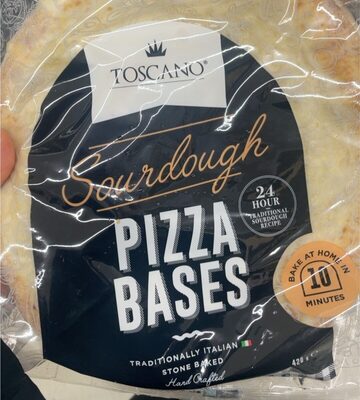 TOSCANO®
Sourdough
24
HOUR
TRADITIONAL
SOURDOUGH
RECIPE
PIZZA
BASES
BAKE AT HOME IN
10
MINUTES
TRADITIONALLY ITALIAN
STONE BAKED
Hand Crafted